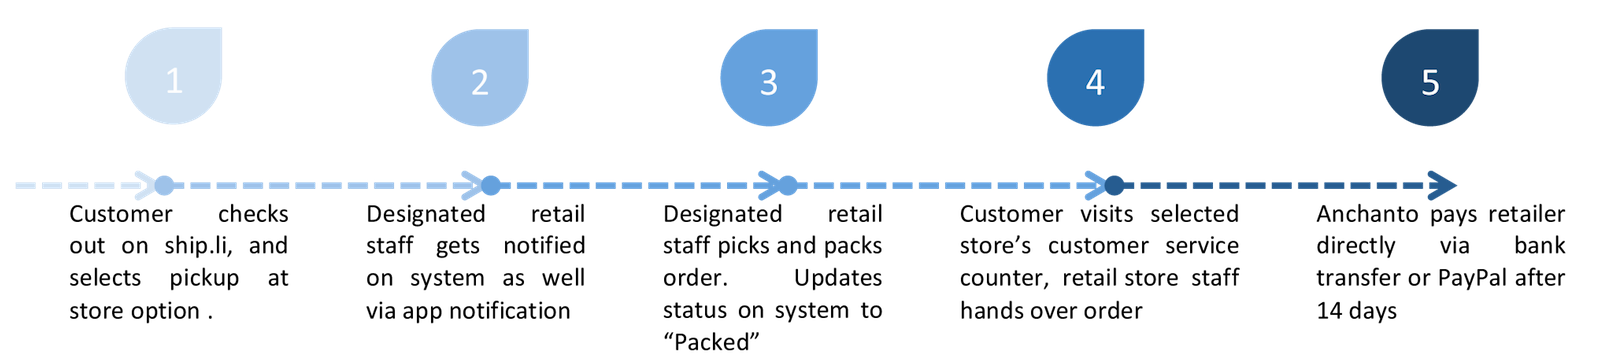 1
2
3
4
5
Customer checks
out on ship.li, and
selects pickup at
store option .
Designated retail
staff gets notified
on system as well
via app notification
Designated retail
staff picks and packs
order. Updates
status on system to
“Packed”
Customer visits selected
store’s customer service
counter, retail store staff
hands over order
Anchanto pays retailer
directly via bank
transfer or PayPal after
14 days